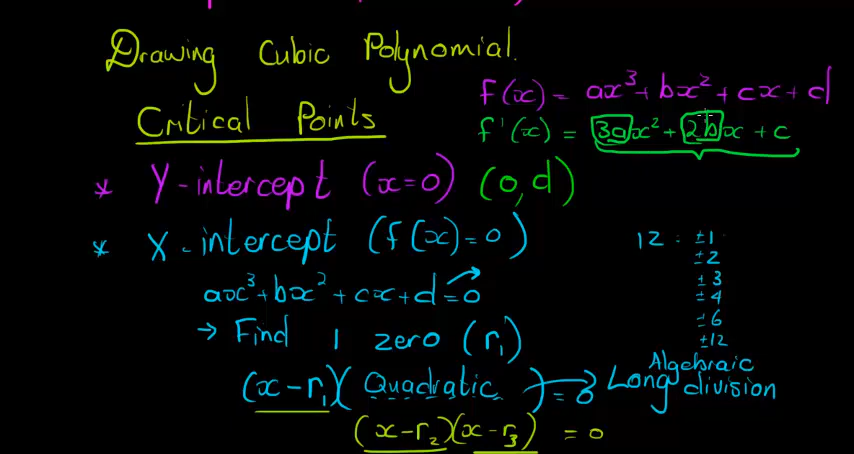 Drawing Cubic Polynomial.
Critical Points
f(x) = ax³ + bx² + cx + d
f'(x) = 3ax² + 2bx + c
* Y-intercept (x=0) (0,d)
* X-intercept (f(x)=0)
ax³+bx²+cx+d=0
→ Find 1 zero (r₁)
(x-r₁)(Quadratic)=0
Algebraic
Long division
(x-r₂)(x-r₃) = 0
12 : ±1
±2
±3
±4
±6
±12